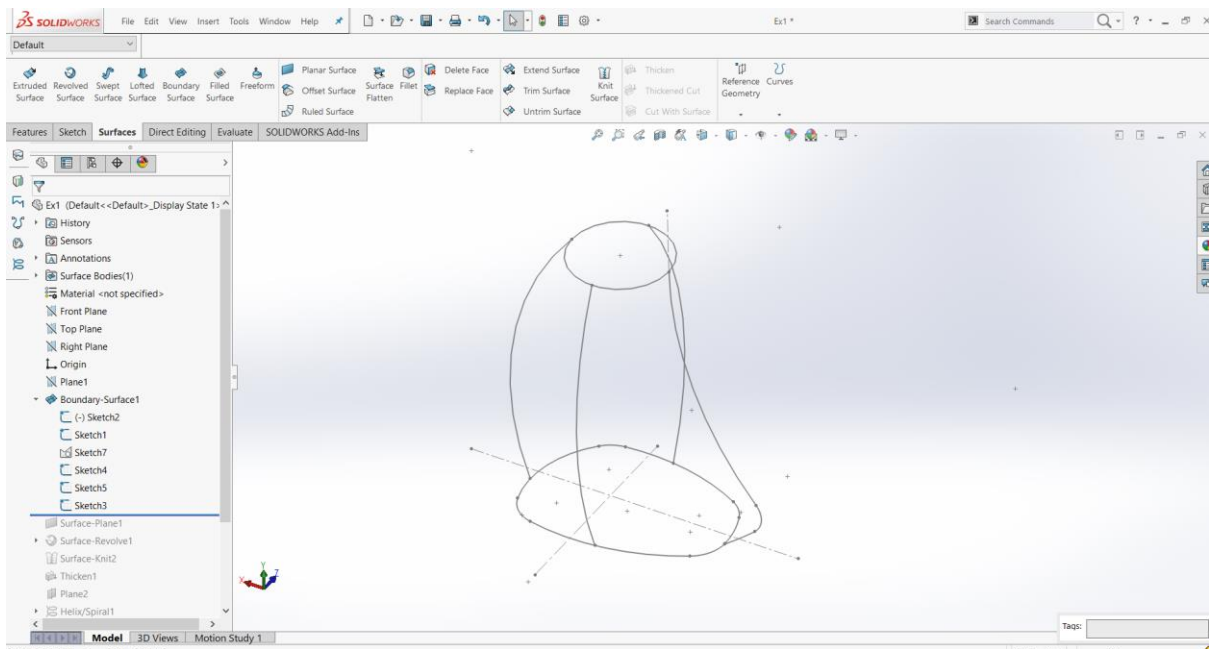 SOLIDWORKS File Edit View Insert Tools Window Help Ex1 * Search Commands ?
Default
Extruded Surface
Revolved Surface
Swept Surface
Lofted Surface
Boundary Surface
Filled Surface
Freeform
Planar Surface
Offset Surface
Ruled Surface
Surface Flatten
Fillet
Delete Face
Replace Face
Extend Surface
Trim Surface
Untrim Surface
Knit Surface
Thicken
Thickened Cut
Cut With Surface
Reference Geometry
Curves
Features Sketch Surfaces Direct Editing Evaluate SOLIDWORKS Add-Ins
Ex1 (Default<<Default>_Display State 1>
History
Sensors
Annotations
Surface Bodies(1)
Material <not specified>
Front Plane
Top Plane
Right Plane
Origin
Plane1
Boundary-Surface1
(-) Sketch2
Sketch1
Sketch7
Sketch4
Sketch5
Sketch3
Surface-Plane1
Surface-Revolve1
Surface-Knit2
Thicken1
Plane2
Helix/Spiral1
Y
X
Z
Tags:
Model 3D Views Motion Study 1